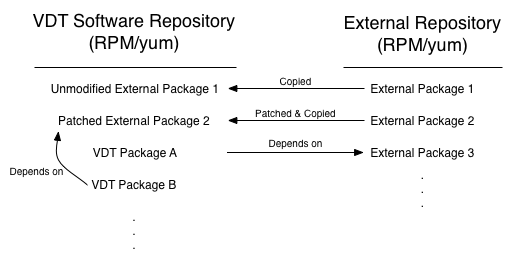 VDT Software Repository
(RPM/yum)
External Repository
(RPM/yum)
Unmodified External Package 1
Copied
External Package 1
Patched External Package 2
Patched & Copied
External Package 2
VDT Package A
Depends on
External Package 3
Depends on
VDT Package B
.
.
.
.
.
.